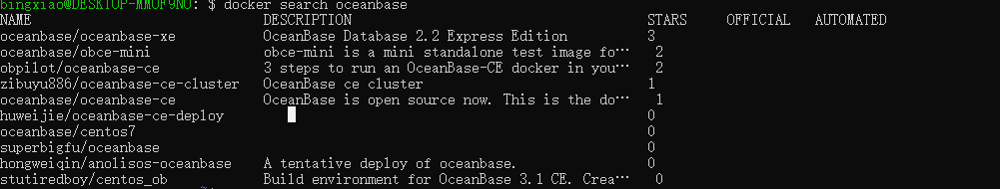 bingxiao@DESKTOP-MMUF9NU: $ docker search oceanbase
NAME DESCRIPTION STARS OFFICIAL AUTOMATED
oceanbase/oceanbase-xe OceanBase Database 2.2 Express Edition 3
oceanbase/obce-mini obce-mini is a mini standalone test image fo… 2
obpilot/oceanbase-ce 3 steps to run an OceanBase-CE docker in you… 2
zibuyu886/oceanbase-ce-cluster OceanBase ce cluster 1
oceanbase/oceanbase-ce OceanBase is open source now. This is the do… 1
huweijie/oceanbase-ce-deploy 0
oceanbase/centos7 0
superbigfu/oceanbase 0
hongweiqin/anolisos-oceanbase A tentative deploy of oceanbase. 0
stutiredboy/centos_ob Build environment for OceanBase 3.1 CE. Crea… 0